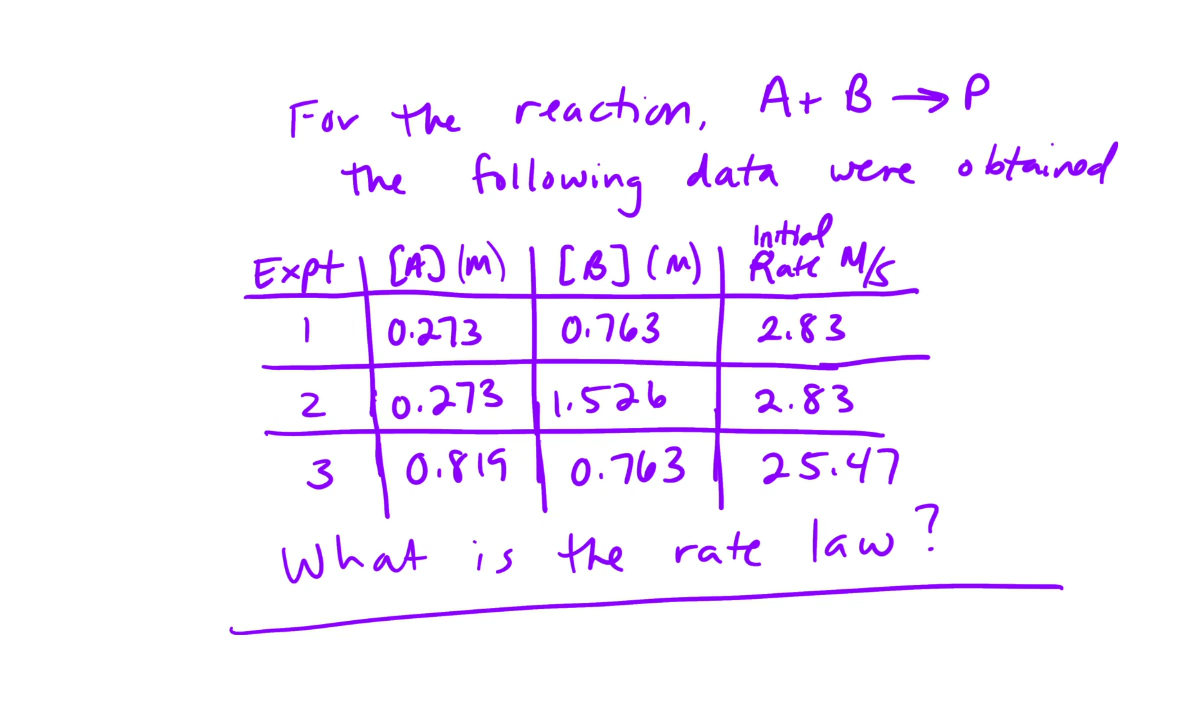 For the reaction, A + B → P
the following data were obtained
Expt [A] (M) [B] (M) Initial Rate M/s
1 0.273 0.763 2.83
2 0.273 1.526 2.83
3 0.819 0.763 25.47
What is the rate law?